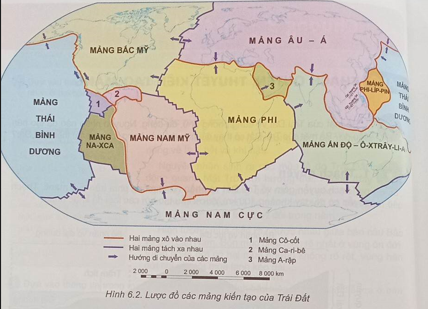 MẢNG BẮC MỸ
MẢNG ÂU – Á
MẢNG
THÁI
BÌNH
DƯƠNG
1
2
3
MẢNG
NA-XCA
MẢNG NAM MỸ
MẢNG PHI
MẢNG
PHI-LÍP-PIN
MẢNG
THÁI
BÌNH
DƯƠNG
MẢNG ẤN ĐỘ – Ô-XTRÂY-LI-A
MẢNG NAM CỰC
Hai mảng xô vào nhau
Hai mảng tách xa nhau
Hướng di chuyển của các mảng
1 Mảng Cô-cốt
2 Mảng Ca-ri-bê
3 Mảng A-rập
2 000 0 2 000 4 000 6 000 8 000 km
Hình 6.2. Lược đồ các mảng kiến tạo của Trái Đất